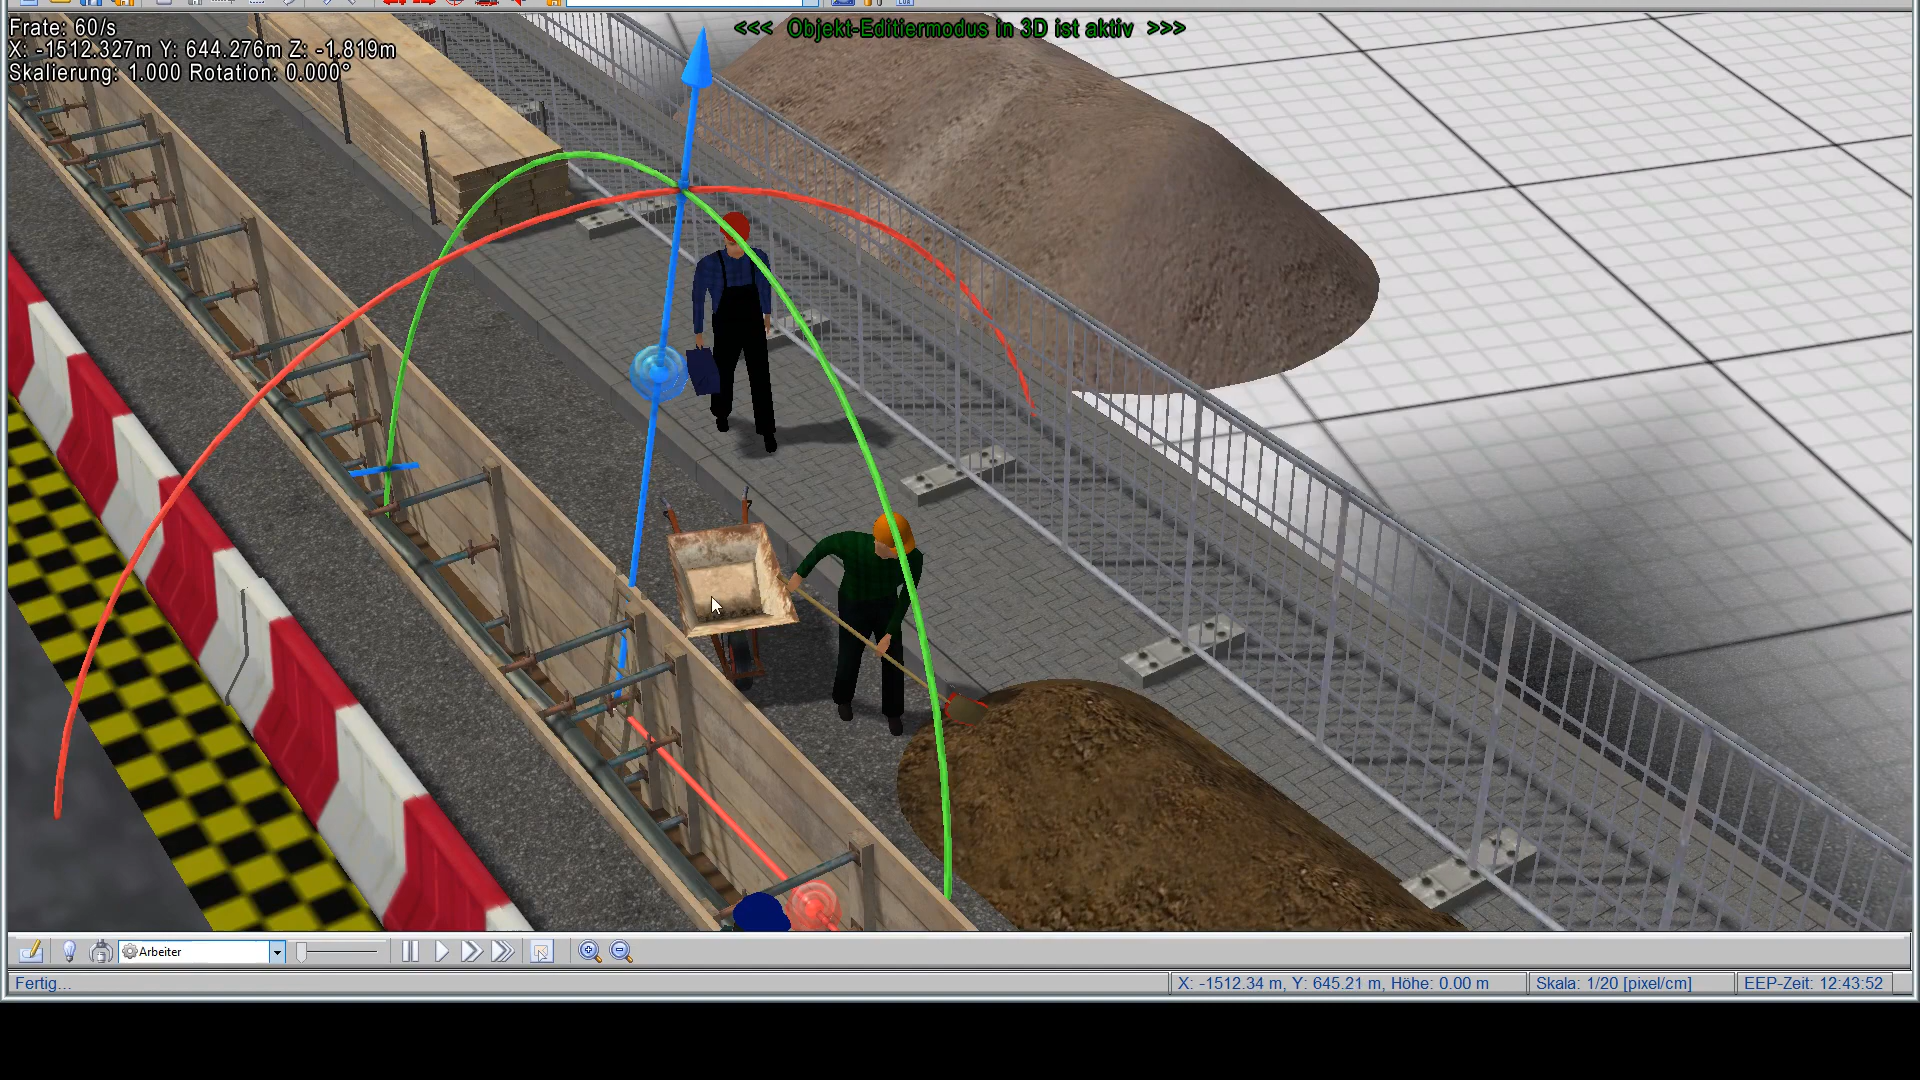 Frate: 60/s
<<< Objekt-Editiermodus in 3D ist aktiv >>>
X: -1512.327m Y: 644.276m Z: -1.819m
Skalierung: 1.000 Rotation: 0.000°
Arbeiter
Fertig...
X: -1512.34 m, Y: 645.21 m, Höhe: 0.00 m
Skala: 1/20 [pixel/cm]
EEP-Zeit: 12:43:52